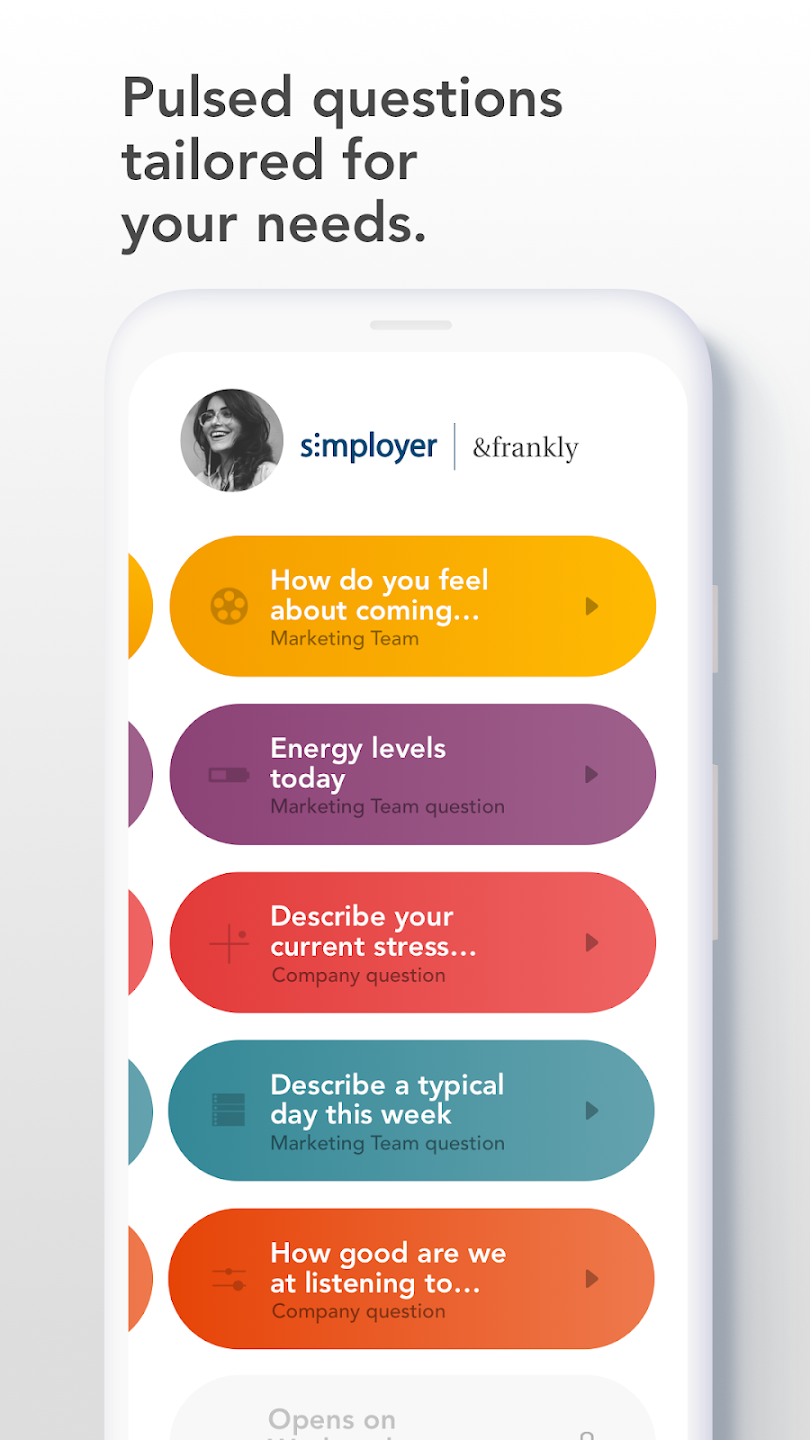 Pulsed questions
tailored for
your needs.
simployer | &frankly
How do you feel
about coming...
Marketing Team
Energy levels
today
Marketing Team question
Describe your
current stress...
Company question
Describe a typical
day this week
Marketing Team question
How good are we
at listening to...
Company question
Opens on